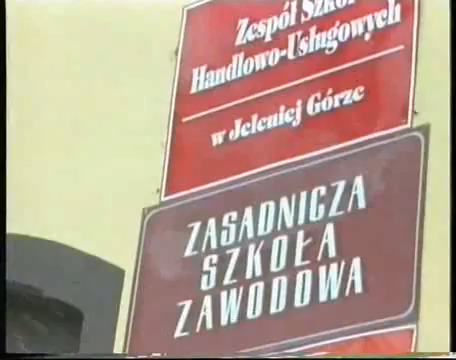 Zespół Szkół
Handlowo-Usługowych
w Jeleniej Górze
ZASADNICZA
SZKOŁA
ZAWODOWA